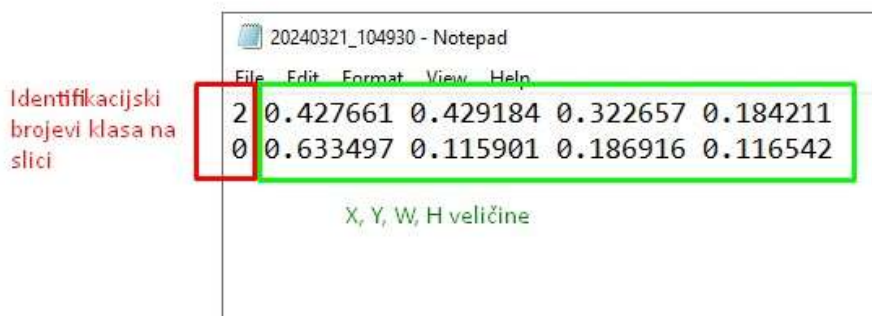 20240321_104930 - Notepad
File Edit Format View Help
Identifikacijski
brojevi klasa na
slici
2 0.427661 0.429184 0.322657 0.184211
0 0.633497 0.115901 0.186916 0.116542
X, Y, W, H veličine